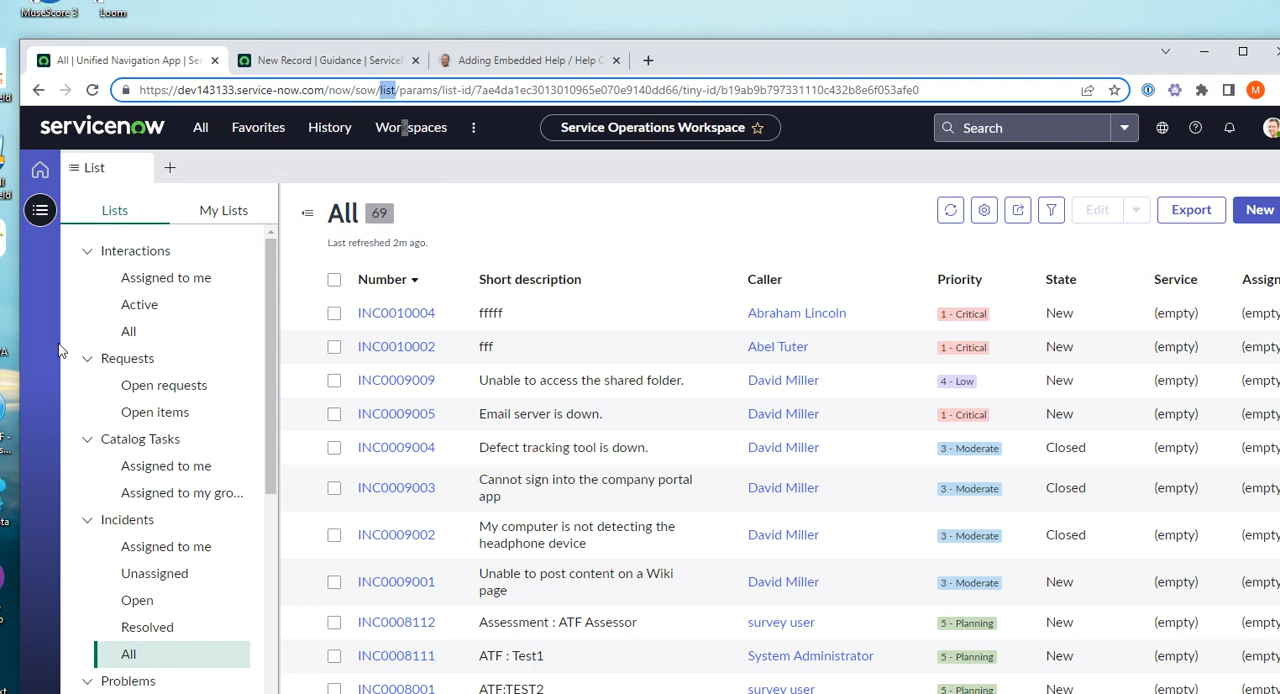 MuseScore 3 Loom
All | Unified Navigation App | Ser New Record | Guidance | Service Adding Embedded Help / Help C
https://dev143133.service-now.com/now/sow/list/params/list-id/7ae4da1ec3013010965e070e9140dd66/tiny-id/b19ab9b797331110c432b8e6f053afe0
M
servicenow All Favorites History Workspaces Service Operations Workspace Search
List
Lists My Lists
All 69 Edit Export New
Last refreshed 2m ago.
Interactions
Assigned to me
Active
All
Requests
Open requests
Open items
Catalog Tasks
Assigned to me
Assigned to my gro...
Incidents
Assigned to me
Unassigned
Open
Resolved
All
Problems
Number Short description Caller Priority State Service Assign
INC0010004 fffff Abraham Lincoln 1 - Critical New (empty) (empty
INC0010002 fff Abel Tuter 1 - Critical New (empty) (empty
INC0009009 Unable to access the shared folder. David Miller 4 - Low New (empty) (empty
INC0009005 Email server is down. David Miller 1 - Critical New (empty) (empty
INC0009004 Defect tracking tool is down. David Miller 3 - Moderate Closed (empty) (empty
INC0009003 Cannot sign into the company portal David Miller 3 - Moderate Closed (empty) (empty
app
INC0009002 My computer is not detecting the David Miller 3 - Moderate Closed (empty) (empty
headphone device
INC0009001 Unable to post content on a Wiki David Miller 3 - Moderate New (empty) (empty
page
INC0008112 Assessment : ATF Assessor survey user 5 - Planning New (empty) (empty
INC0008111 ATF : Test1 System Administrator 5 - Planning New (empty) (empty
INC0008001 ATF:TEST2 survey user 5 - Planning New (empty) (empty